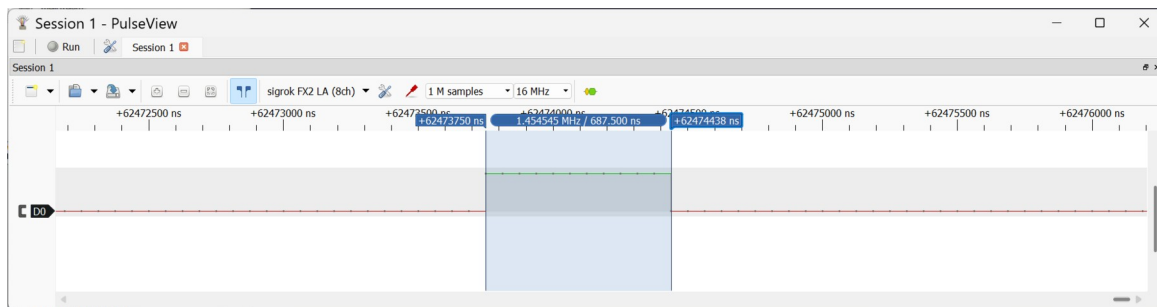 Session 1 - PulseView
Run Session 1
Session 1
sigrok FX2 LA (8ch) 1 M samples 16 MHz
+62472500 ns +62473000 ns +62475000 ns +62475500 ns +62476000 ns
+62473750 ns 1.454545 MHz / 687.500 ns +62474438 ns
D0